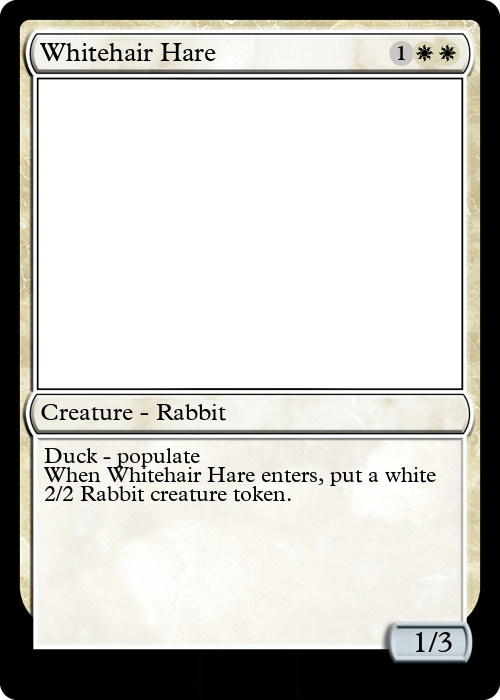 Whitehair Hare 1
Creature - Rabbit
Duck - populate
When Whitehair Hare enters, put a white
2/2 Rabbit creature token.
1/3